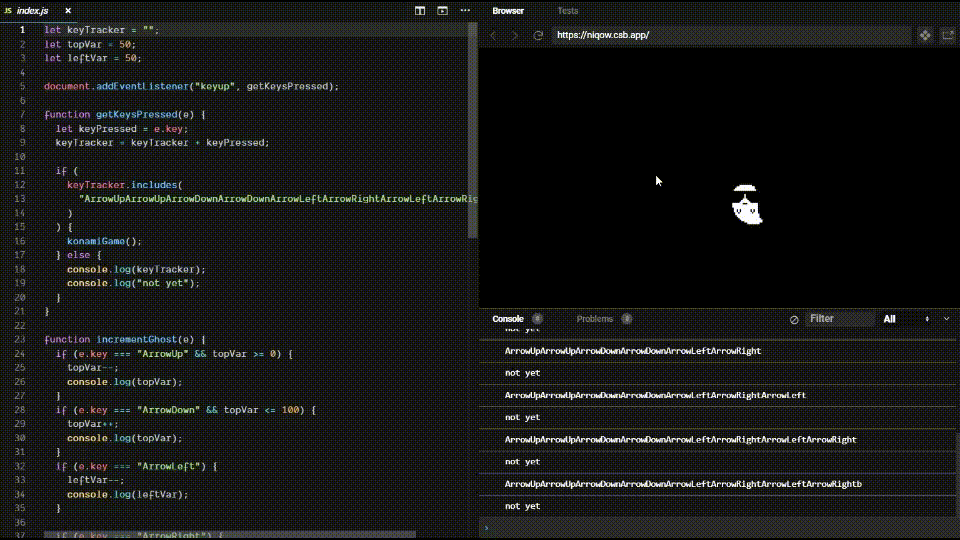 JS index.js ×
1 let keyTracker = "";
2 let topVar = 50;
3 let leftVar = 50;
4
5 document.addEventListener("keyup", getKeysPressed);
6
7 function getKeysPressed(e) {
8 let keyPressed = e.key;
9 keyTracker = keyTracker + keyPressed;
10
11 if (
12 keyTracker.includes(
13 "ArrowUpArrowUpArrowDownArrowDownArrowLeftArrowRightArrowLeftArrowRig
14 )
15 ) {
16 konamiGame();
17 } else {
18 console.log(keyTracker);
19 console.log("not yet");
20 }
21 }
22
23 function incrementGhost(e) {
24 if (e.key === "ArrowUp" && topVar >= 0) {
25 topVar--;
26 console.log(topVar);
27 }
28 if (e.key === "ArrowDown" && topVar <= 100) {
29 topVar++;
30 console.log(topVar);
31 }
32 if (e.key === "ArrowLeft") {
33 leftVar--;
34 console.log(leftVar);
35 }
36
37 if (e.key === "ArrowRight") {
Browser Tests
https://niqow.csb.app/
Console Problems Filter All
not yet
ArrowUpArrowUpArrowDownArrowDownArrowLeftArrowRight
not yet
ArrowUpArrowUpArrowDownArrowDownArrowLeftArrowRightArrowLeft
not yet
ArrowUpArrowUpArrowDownArrowDownArrowLeftArrowRightArrowLeftArrowRight
not yet
ArrowUpArrowUpArrowDownArrowDownArrowLeftArrowRightArrowLeftArrowRightb
not yet